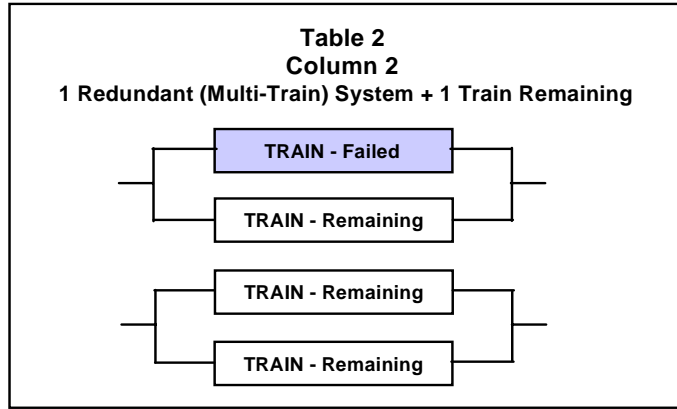 Table 2
Column 2
1 Redundant (Multi-Train) System + 1 Train Remaining
TRAIN - Failed
TRAIN - Remaining
TRAIN - Remaining
TRAIN - Remaining